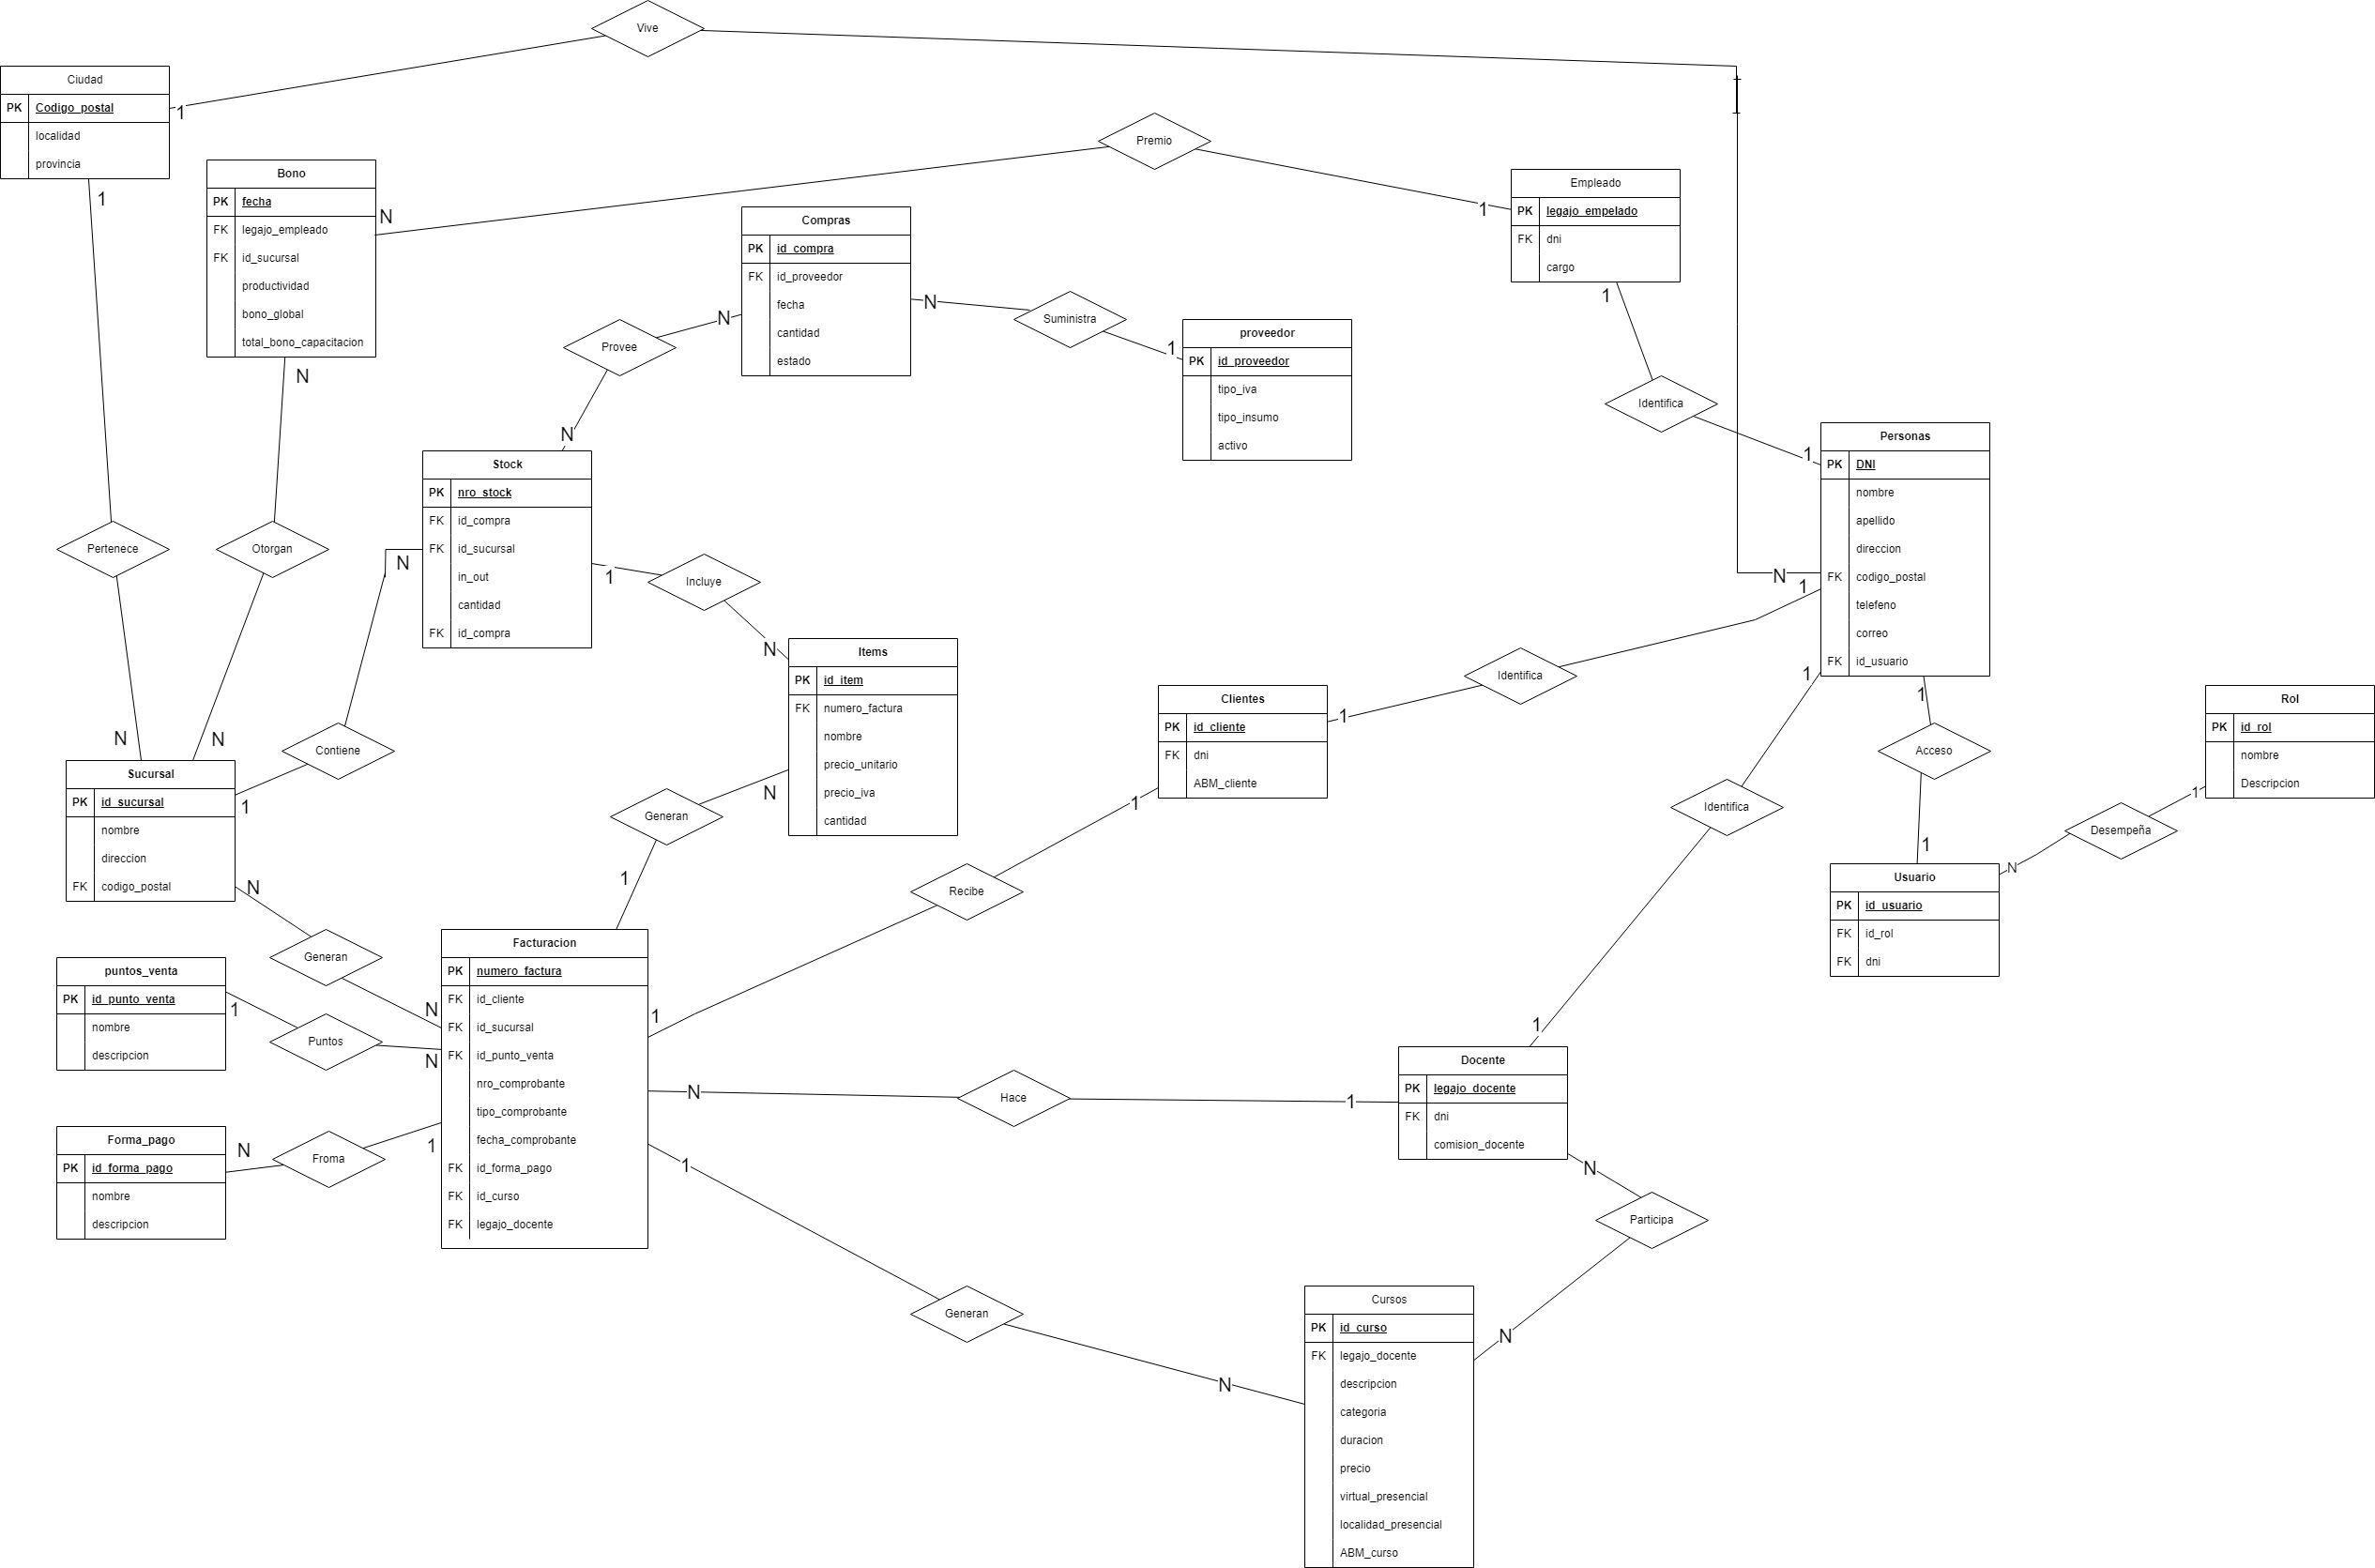 Vive
Ciudad
PK Codigo_postal
localidad
provincia
1
1
Bono
PK fecha
FK legajo_empleado
FK id_sucursal
productividad
bono_global
total_bono_capacitacion
N
N
Premio
1
Empleado
PK legajo_empelado
FK dni
cargo
1
Compras
PK id_compra
FK id_proveedor
fecha
cantidad
estado
N
N
Suministra
1
proveedor
PK id_proveedor
tipo_iva
tipo_insumo
activo
Provee
N
Identifica
1
Personas
PK DNI
nombre
apellido
direccion
FK codigo_postal
telefeno
correo
FK id_usuario
N
1
1
1
Stock
PK nro_stock
FK id_compra
FK id_sucursal
in_out
cantidad
FK id_compra
N
1
Pertenece
Otorgan
Incluye
N
Items
PK id_item
FK numero_factura
nombre
precio_unitario
precio_iva
cantidad
N
Identifica
Clientes
PK id_cliente
FK dni
ABM_cliente
1
1
N
N
Contiene
1
Sucursal
PK id_sucursal
nombre
direccion
FK codigo_postal
N
Generan
1
Recibe
Identifica
Acceso
1
Rol
PK id_rol
nombre
Descripcion
1
Desempeña
N
Usuario
PK id_usuario
FK id_rol
FK dni
Generan
N
puntos_venta
PK id_punto_venta
nombre
descripcion
1
Puntos
N
Forma_pago
PK id_forma_pago
nombre
descripcion
N
Froma
1
Facturacion
PK numero_factura
FK id_cliente
FK id_sucursal
FK id_punto_venta
nro_comprobante
tipo_comprobante
fecha_comprobante
FK id_forma_pago
FK id_curso
FK legajo_docente
1
N
Hace
1
1
Docente
PK legajo_docente
FK dni
comision_docente
N
Participa
N
1
Generan
N
Cursos
PK id_curso
FK legajo_docente
descripcion
categoria
duracion
precio
virtual_presencial
localidad_presencial
ABM_curso